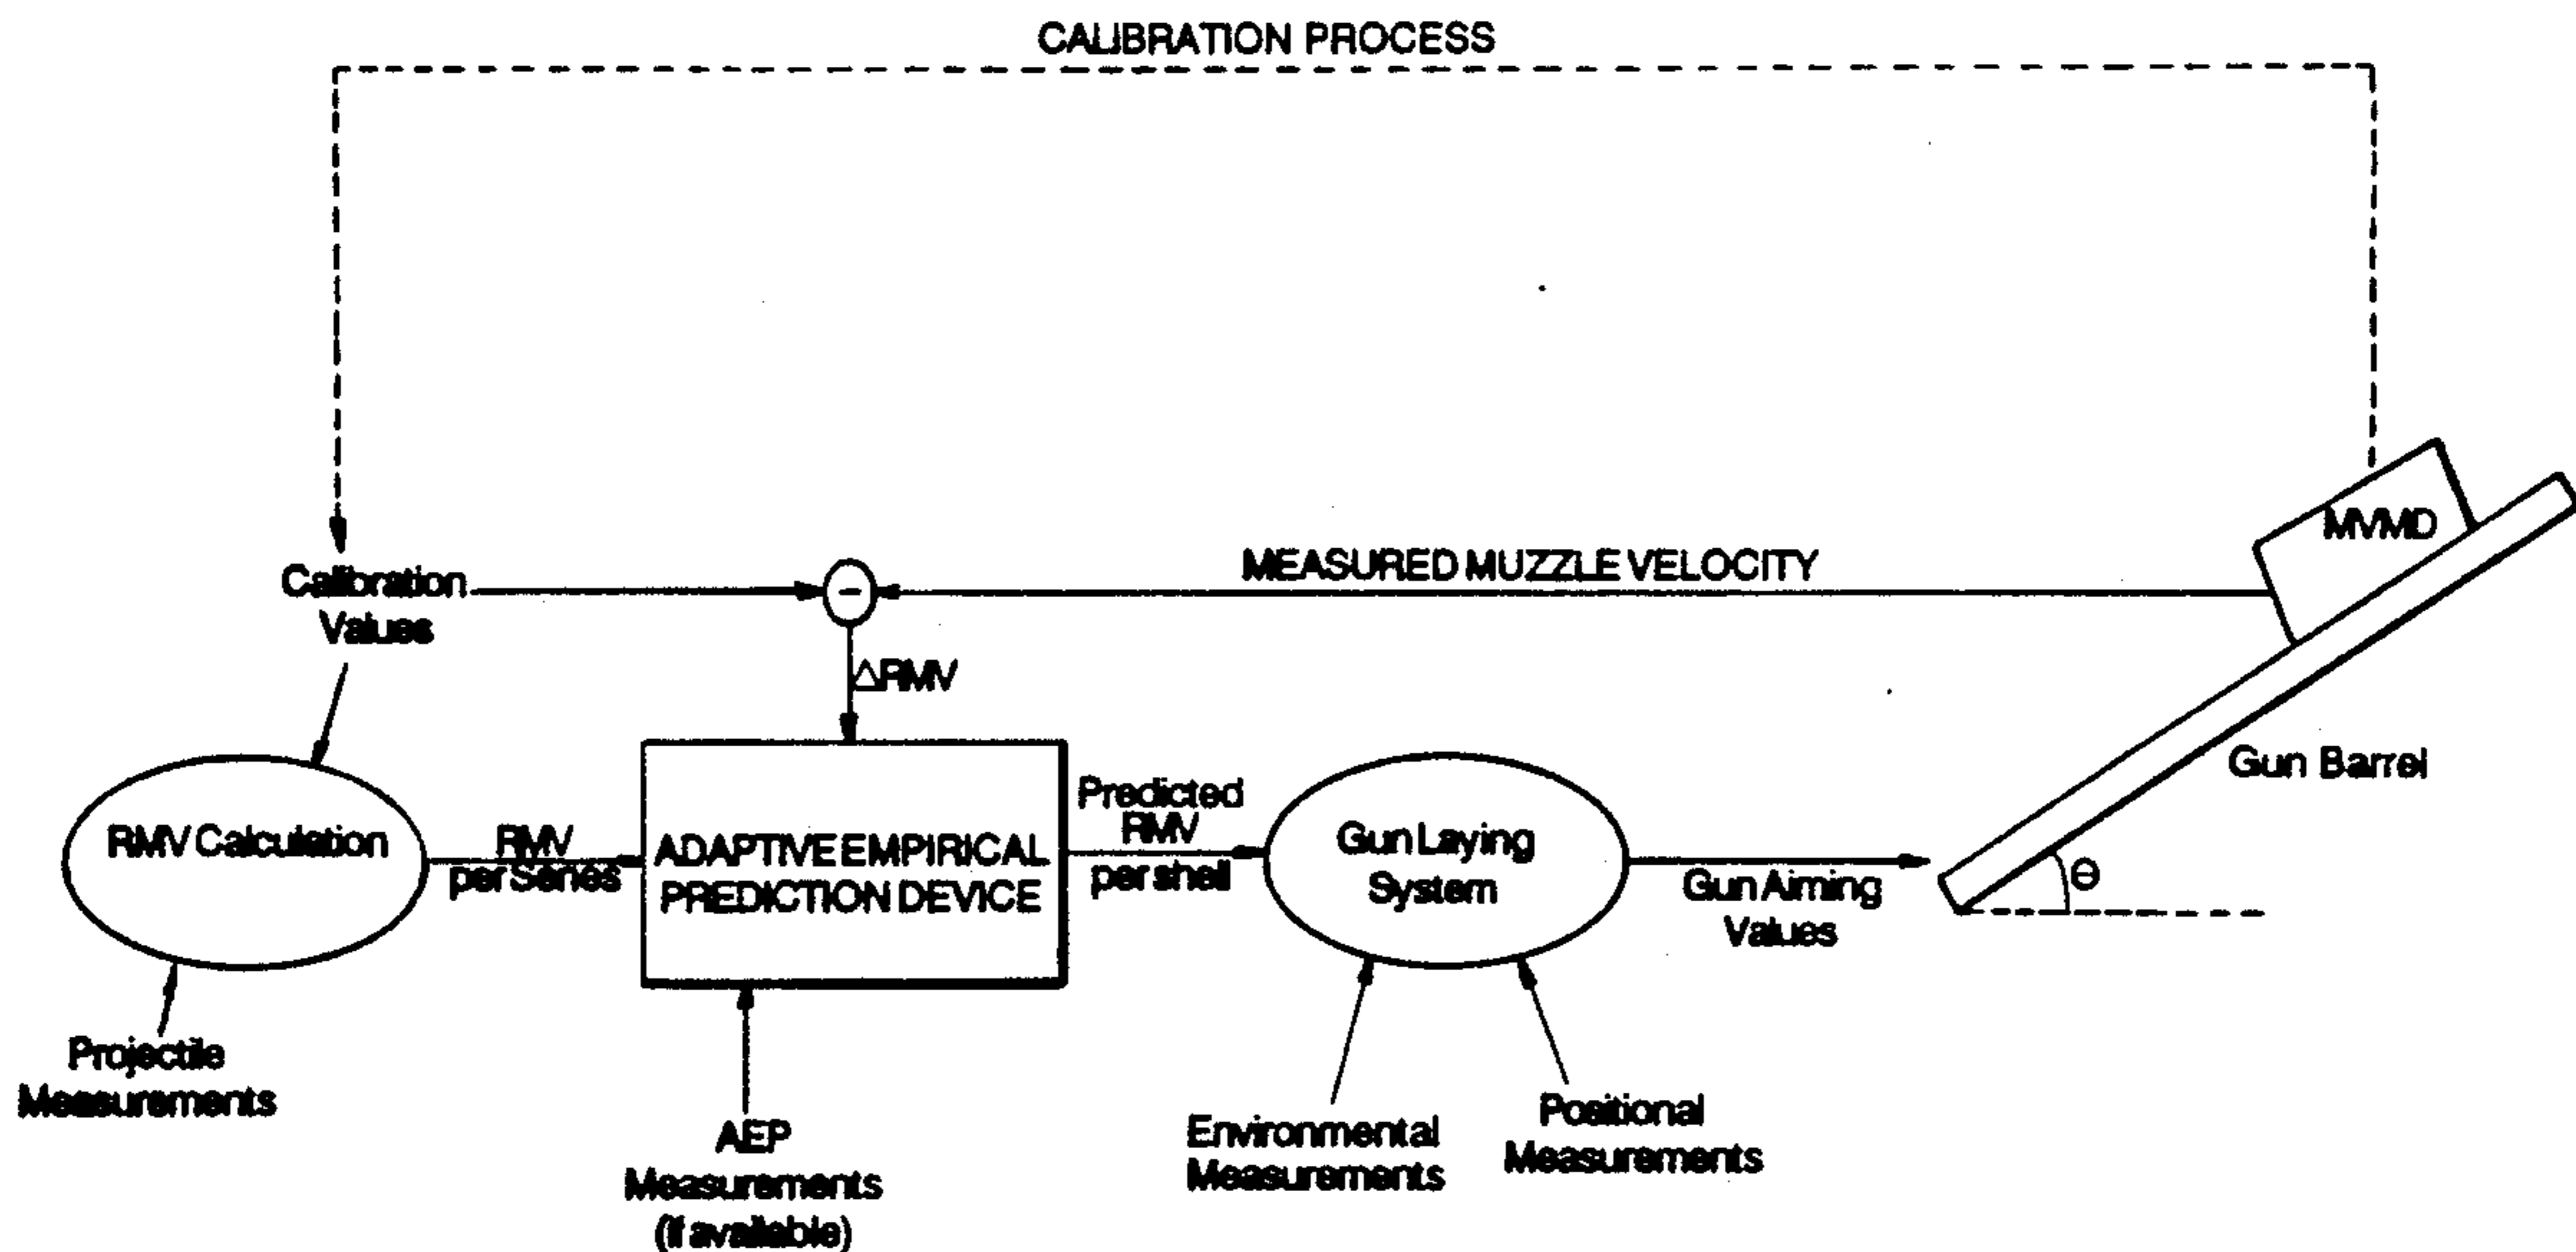 CALIBRATION PROCESS
MVMD
MEASURED MUZZLE VELOCITY
Calibration
Values
-
△RMV
Gun Barrel
RMV Calculation
RMV
per Series
ADAPTIVE EMPIRICAL
PREDICTION DEVICE
Predicted
RMV
per shell
Gun Laying
System
Gun Aiming
Values
Θ
Projectile
Measurements
AEP
Measurements
(if available)
Environmental
Measurements
Positional
Measurements